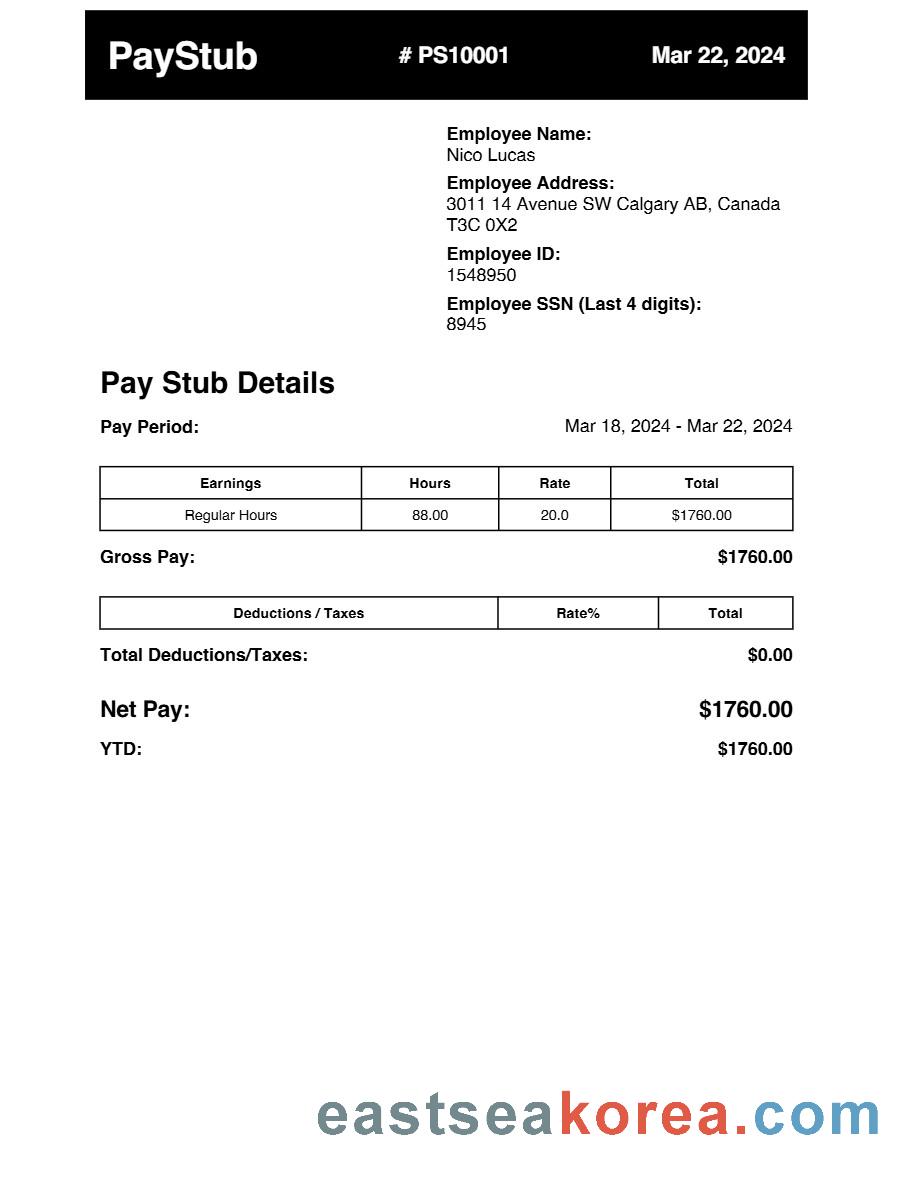 PayStub # PS10001 Mar 22, 2024
Employee Name:
Nico Lucas
Employee Address:
3011 14 Avenue SW Calgary AB, Canada
T3C 0X2
Employee ID:
1548950
Employee SSN (Last 4 digits):
8945
Pay Stub Details
Pay Period: Mar 18, 2024 - Mar 22, 2024
Earnings Hours Rate Total
Regular Hours 88.00 20.0 $1760.00
Gross Pay: $1760.00
Deductions / Taxes Rate% Total
Total Deductions/Taxes: $0.00
Net Pay: $1760.00
YTD: $1760.00
eastseakorea.com